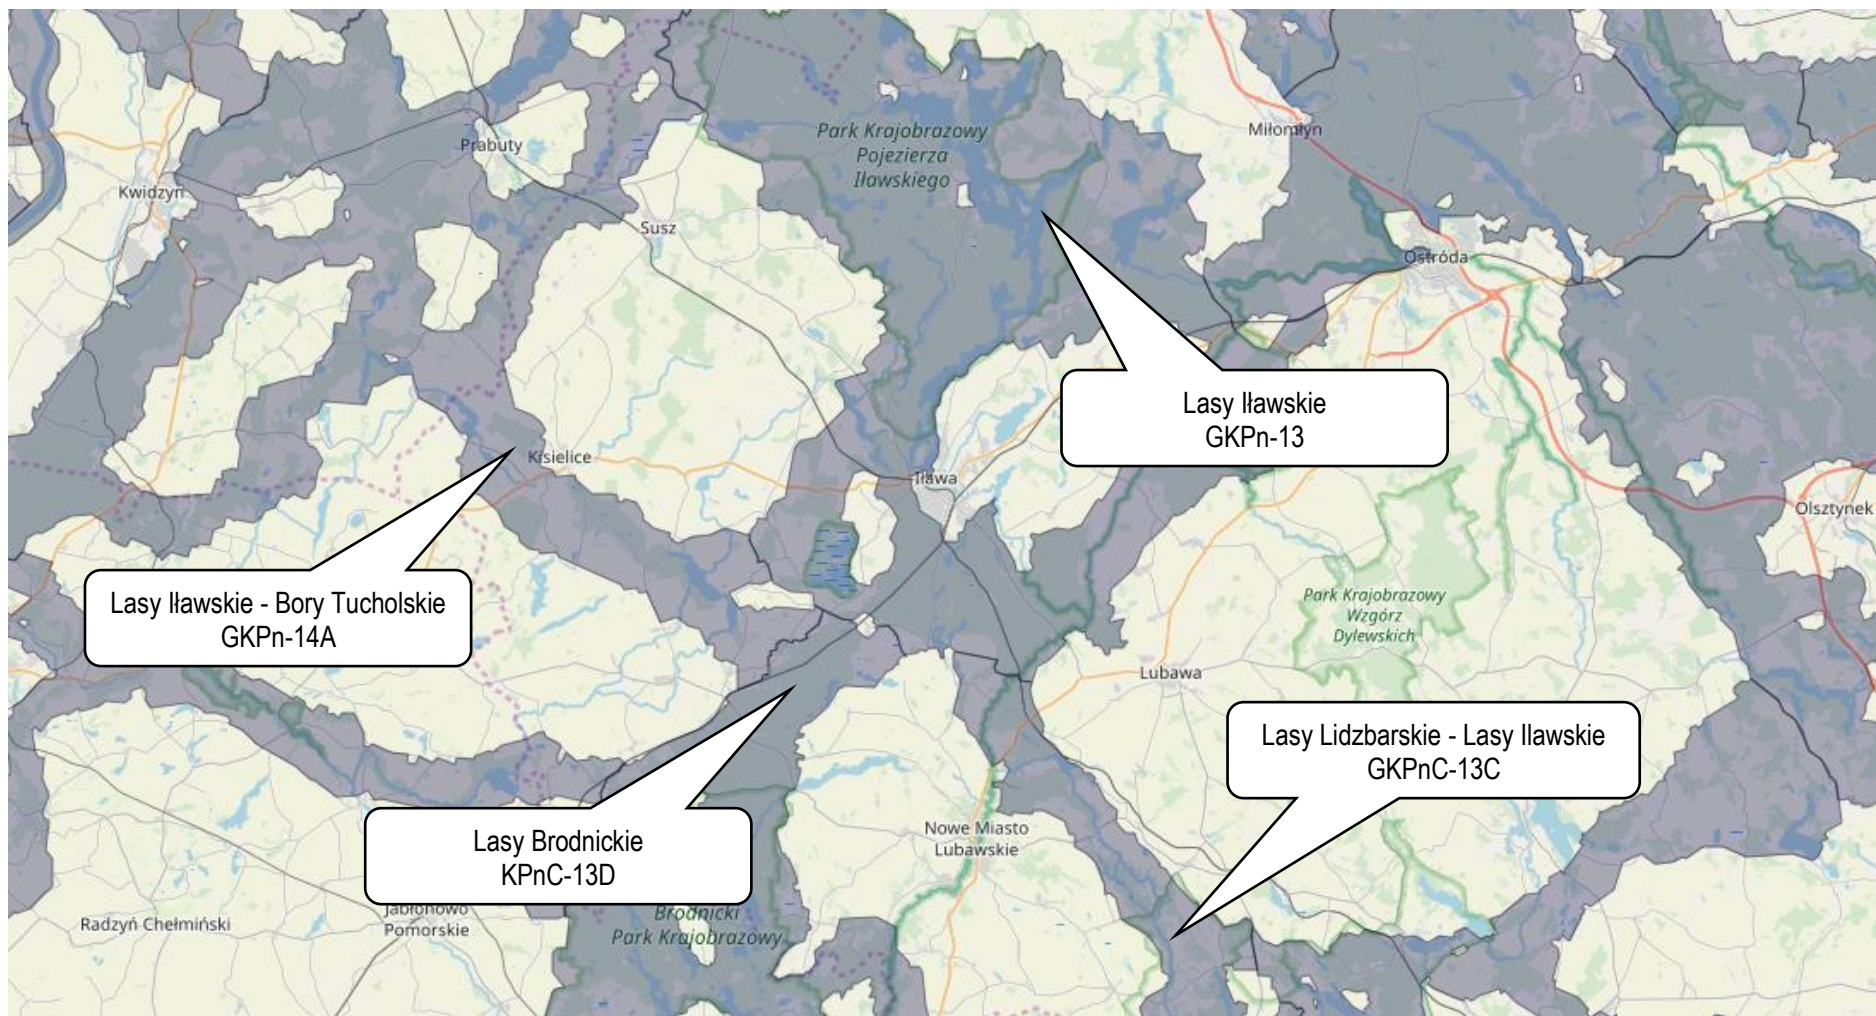 Park Krajobrazowy
Pojezierza
Iławskiego
Miłomłyn
Prabuty
Kwidzyn
Susz
Ostróda
Lasy Iławskie
GKPn-13
Kisielice
Iława
Olsztynek
Lasy Iławskie - Bory Tucholskie
GKPn-14A
Park Krajobrazowy
Wzgórz
Dylewskich
Lubawa
Lasy Lidzbarskie - Lasy Ilawskie
GKPnC-13C
Lasy Brodnickie
KPnC-13D
Nowe Miasto
Lubawskie
Radzyń Chełmiński
Jabłonowo
Pomorskie
Brodnicki
Park Krajobrazowy